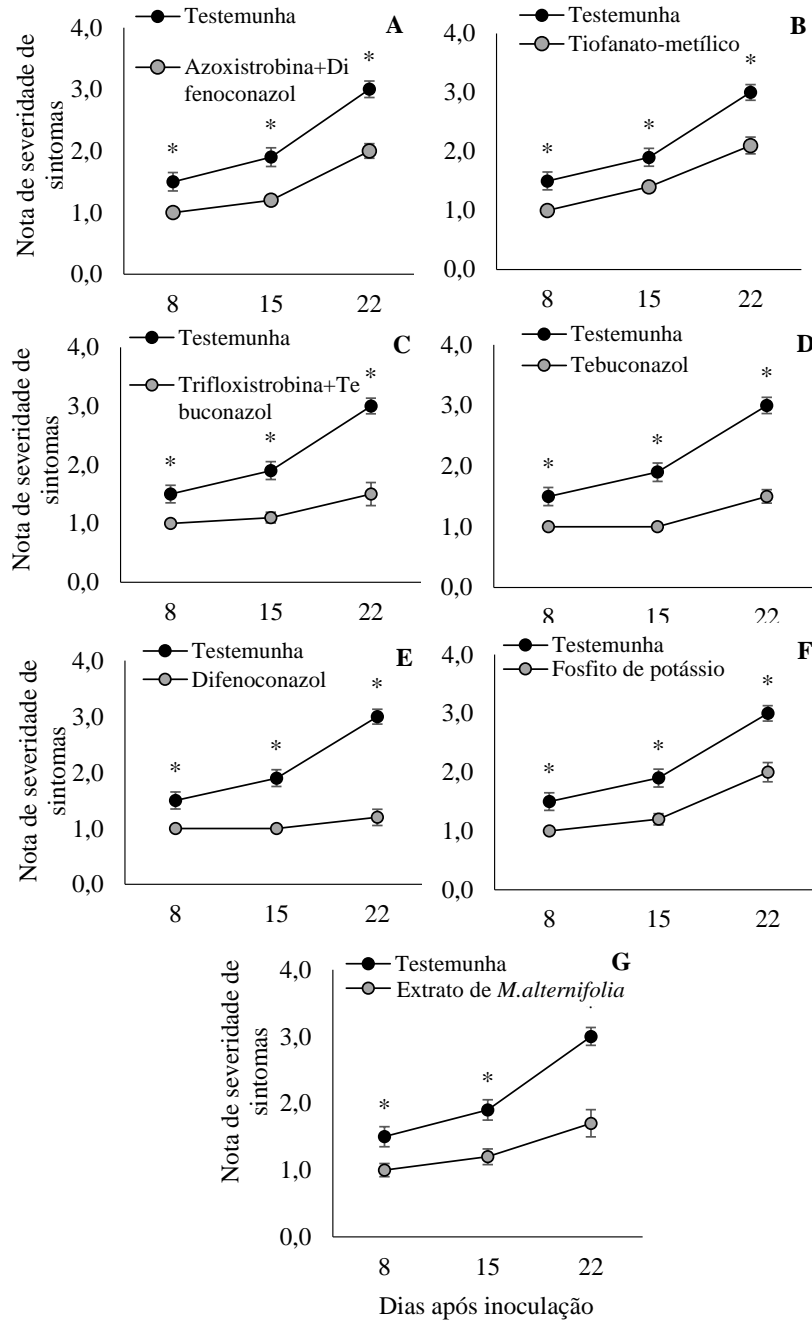 A
Testemunha
Azoxistrobina+Di
fenoconazol
Nota de severidade de
sintomas
4,0
3,0
2,0
1,0
0,0
*
*
*
8
15
22
B
Testemunha
Tiofanato-metílico
4,0
3,0
2,0
1,0
0,0
*
*
*
8
15
22
C
Testemunha
Trifloxistrobina+Te
buconazol
Nota de severidade de
sintomas
4,0
3,0
2,0
1,0
0,0
*
*
*
8
15
22
D
Testemunha
Tebuconazol
4,0
3,0
2,0
1,0
0,0
*
*
*
8
15
22
E
Testemunha
Difenoconazol
Nota de severidade de
sintomas
4,0
3,0
2,0
1,0
0,0
*
*
*
8
15
22
F
Testemunha
Fosfito de potássio
4,0
3,0
2,0
1,0
0,0
*
*
*
8
15
22
G
Testemunha
Extrato de M.alternifolia
Nota de severidade de
sintomas
4,0
3,0
2,0
1,0
0,0
*
*
8
15
22
Dias após inoculação